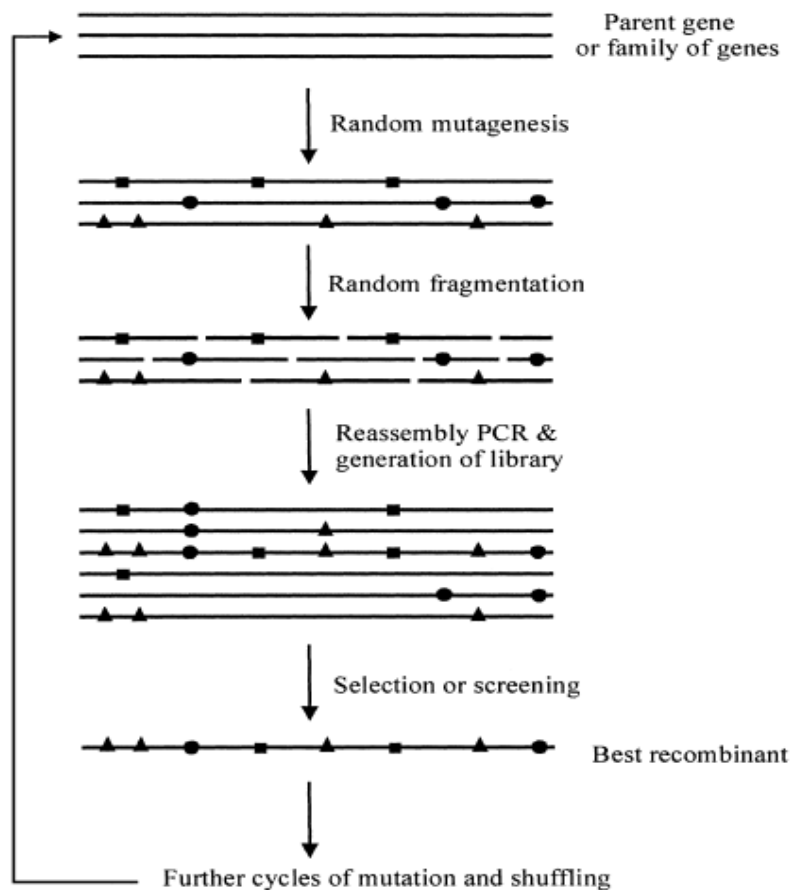 Parent gene
or family of genes
Random mutagenesis
Random fragmentation
Reassembly PCR &
generation of library
Selection or screening
Best recombinant
Further cycles of mutation and shuffling